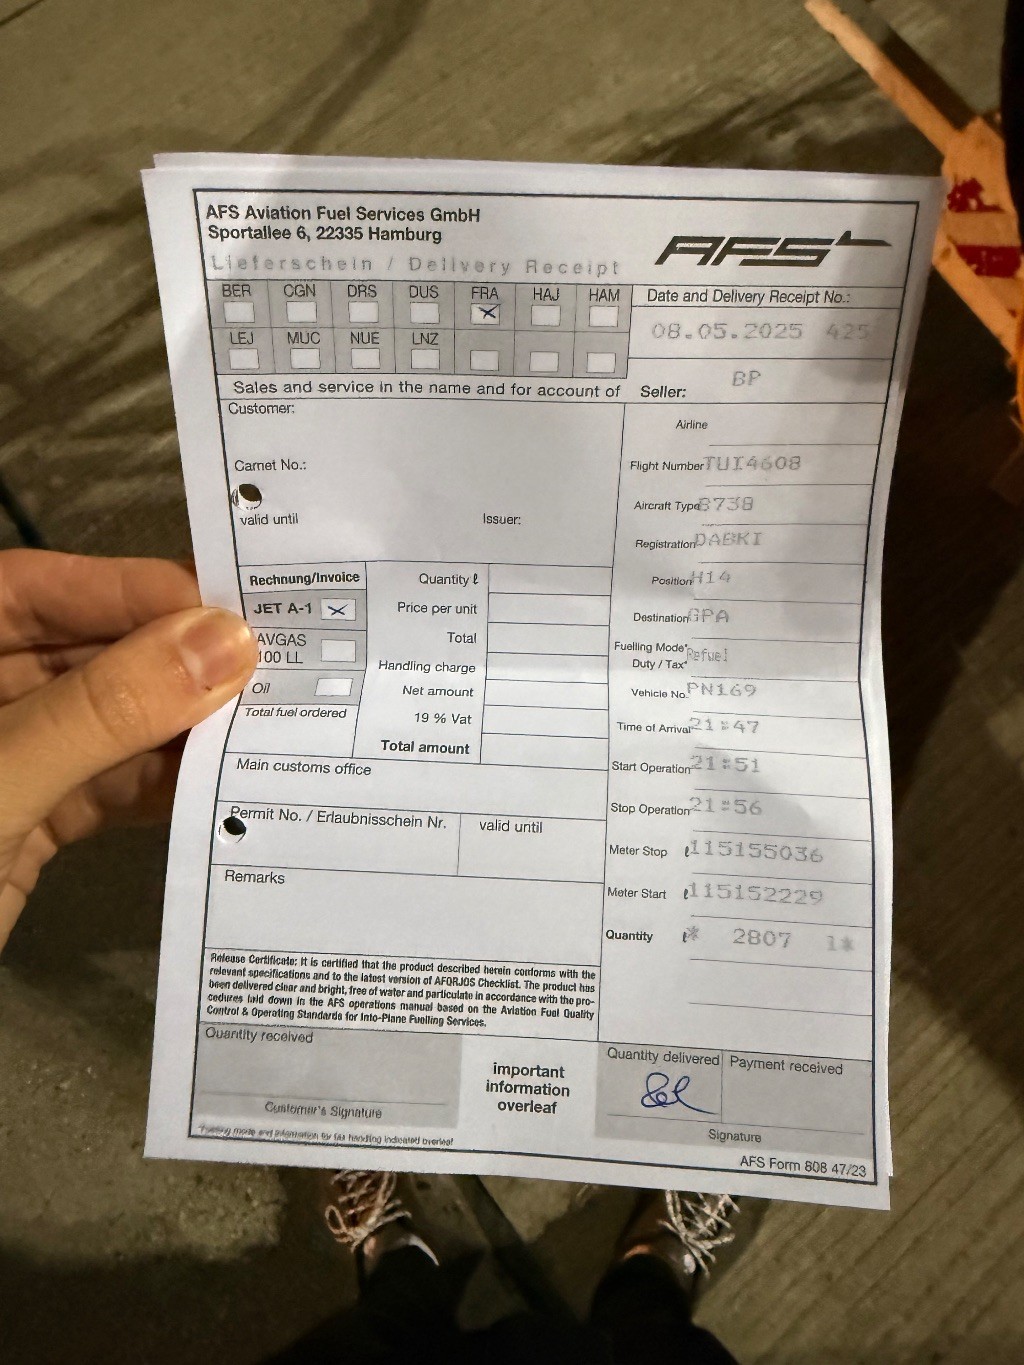 AFS Aviation Fuel Services GmbH
Sportallee 6, 22335 Hamburg
AFS
Lieferschein / Delivery Receipt
BER CGN DRS DUS FRA HAJ HAM
LEJ MUC NUE LNZ
Date and Delivery Receipt No.:
08.05.2025 425
Sales and service in the name and for account of
Seller: BP
Customer:
Carnet No.:
valid until Issuer:
Airline
Flight Number TUI4608
Aircraft Type B738
Registration DABKI
Position H14
Destination GPA
Fuelling Mode* Refuel
Duty / Tax*
Vehicle No. PN169
Time of Arrival 21:47
Start Operation 21:51
Stop Operation 21:56
Meter Stop ℓ 115155036
Meter Start ℓ 115152229
Quantity ℓ* 2807 l*
Rechnung/Invoice
JET A-1
AVGAS
100 LL
Oil
Total fuel ordered
Quantity ℓ
Price per unit
Total
Handling charge
Net amount
19 % Vat
Total amount
Main customs office
Permit No. / Erlaubnisschein Nr. valid until
Remarks
Release Certificate: It is certified that the product described herein conforms with the
relevant specifications and to the latest version of AFQRJOS Checklist. The product has
been delivered clear and bright, free of water and particulate in accordance with the pro-
cedures laid down in the AFS operations manual based on the Aviation Fuel Quality
Control & Operating Standards for Into-Plane Fuelling Services.
Quantity received
Customer's Signature
important
information
overleaf
Quantity delivered
Payment received
Signature
*Fuelling mode and information for tax handling indicated overleaf
AFS Form 808 47/23